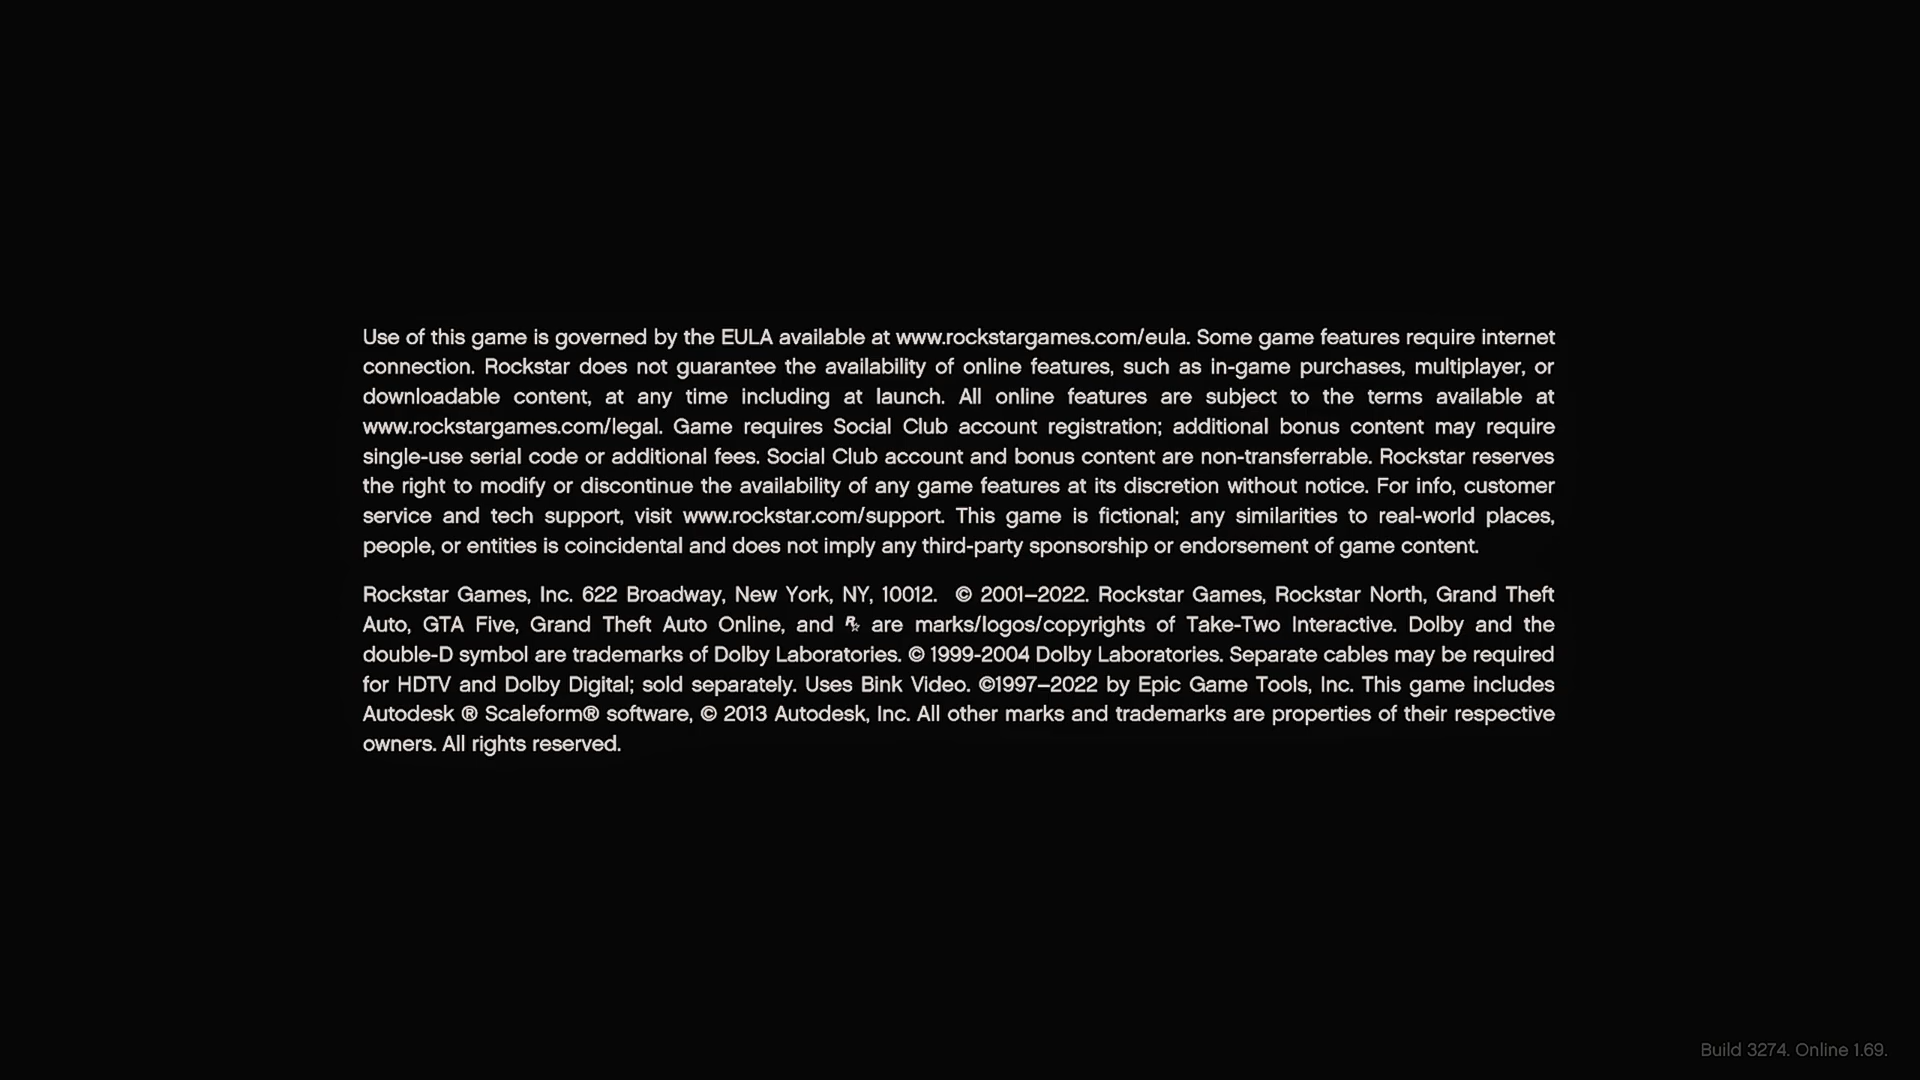 Use of this game is governed by the EULA available at www.rockstargames.com/eula. Some game features require internet
connection. Rockstar does not guarantee the availability of online features, such as in-game purchases, multiplayer, or
downloadable content, at any time including at launch. All online features are subject to the terms available at
www.rockstargames.com/legal. Game requires Social Club account registration; additional bonus content may require
single-use serial code or additional fees. Social Club account and bonus content are non-transferrable. Rockstar reserves
the right to modify or discontinue the availability of any game features at its discretion without notice. For info, customer
service and tech support, visit www.rockstar.com/support. This game is fictional; any similarities to real-world places,
people, or entities is coincidental and does not imply any third-party sponsorship or endorsement of game content.
Rockstar Games, Inc. 622 Broadway, New York, NY, 10012. © 2001–2022. Rockstar Games, Rockstar North, Grand Theft
Auto, GTA Five, Grand Theft Auto Online, and R are marks/logos/copyrights of Take-Two Interactive. Dolby and the
double-D symbol are trademarks of Dolby Laboratories. © 1999-2004 Dolby Laboratories. Separate cables may be required
for HDTV and Dolby Digital; sold separately. Uses Bink Video. ©1997–2022 by Epic Game Tools, Inc. This game includes
Autodesk ® Scaleform® software, © 2013 Autodesk, Inc. All other marks and trademarks are properties of their respective
owners. All rights reserved.
Build 3274. Online 1.69.